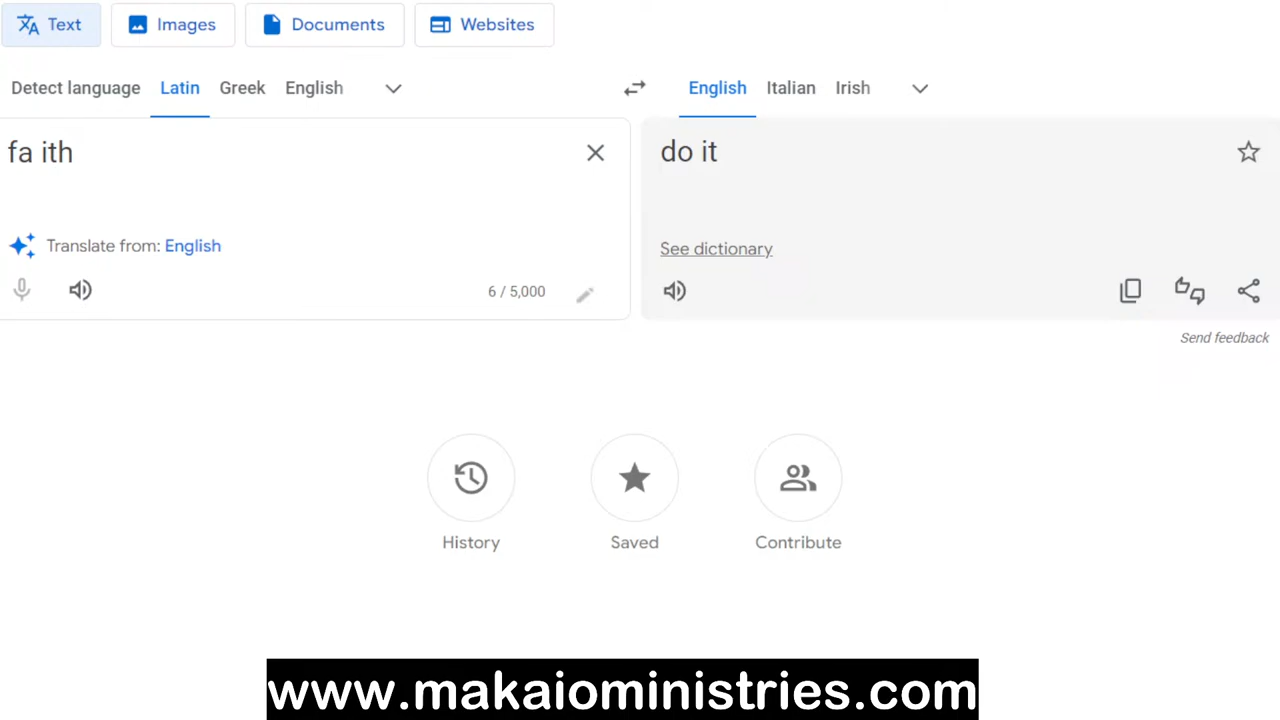 Text Images Documents Websites
Detect language Latin Greek English English Italian Irish
fa ith do it
Translate from: English See dictionary
6 / 5,000
Send feedback
History Saved Contribute
www.makaioministries.com